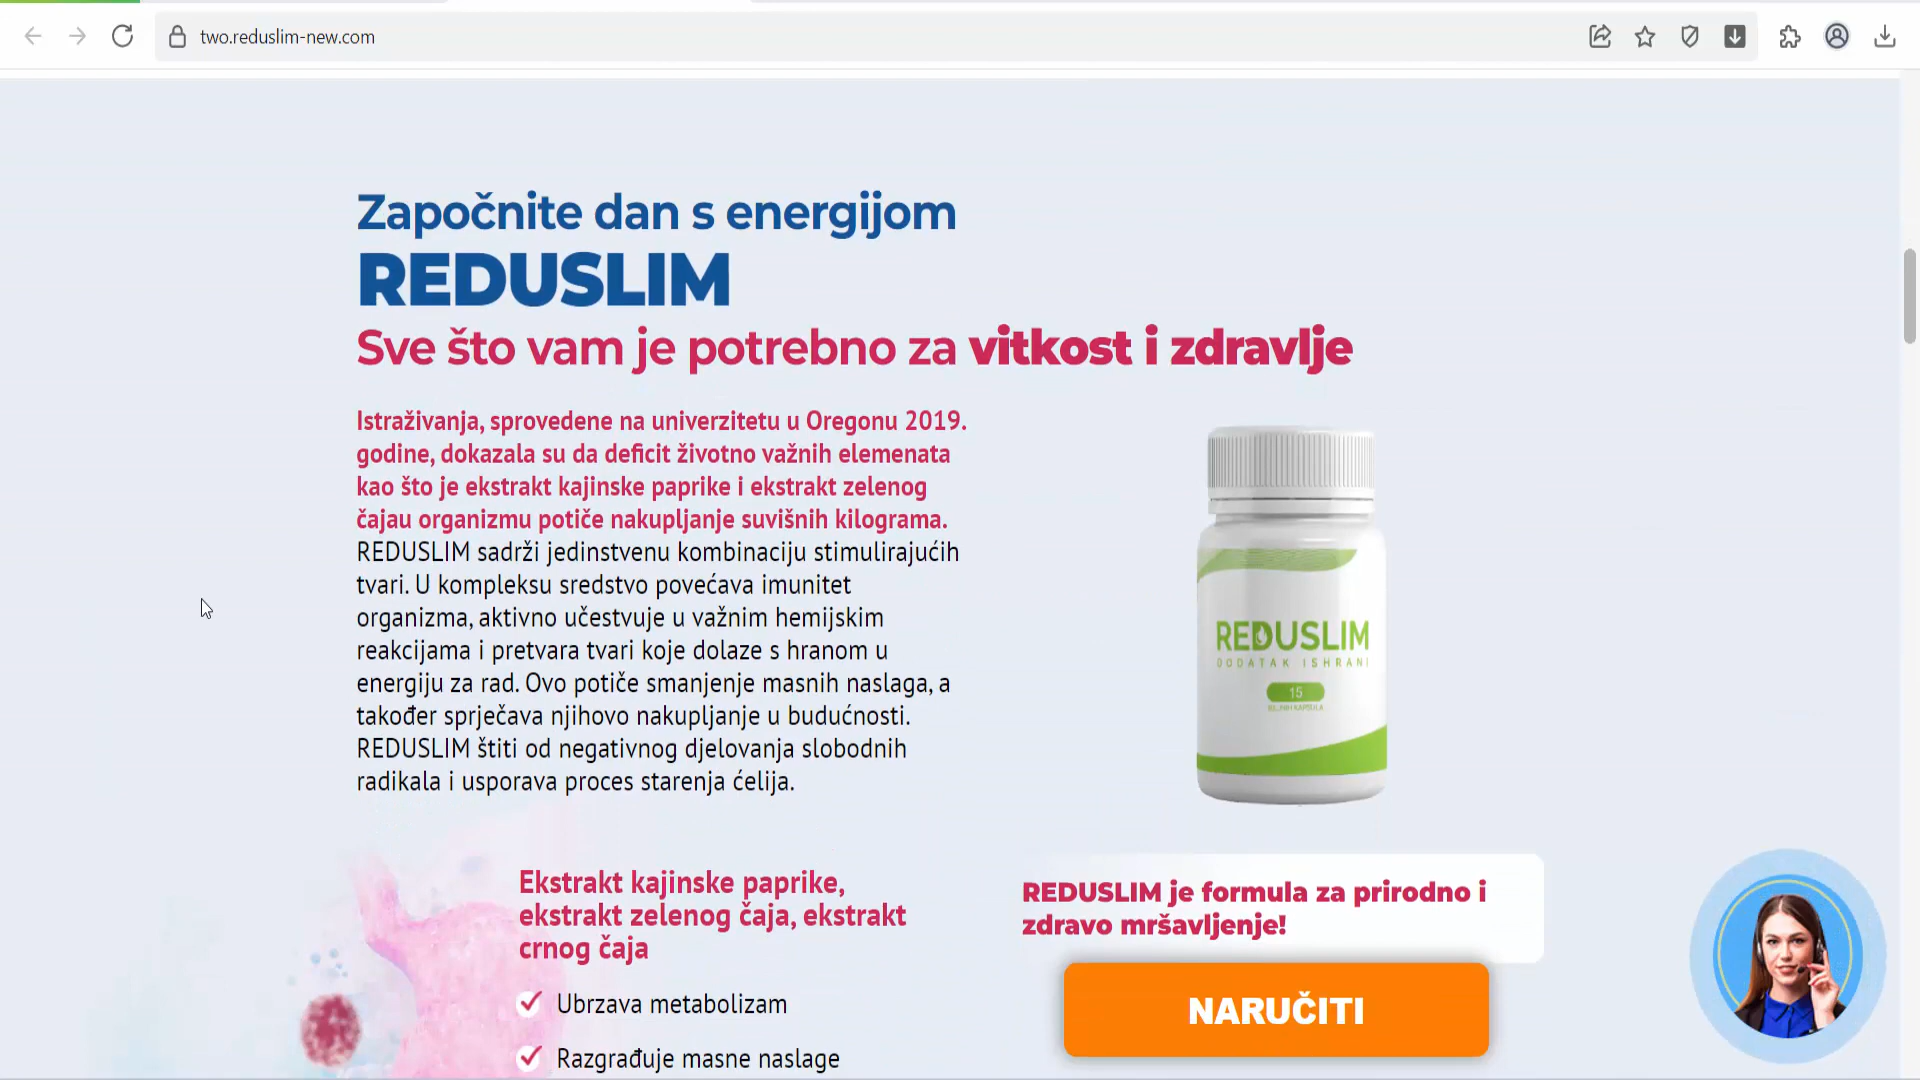 two.reduslim-new.com
Započnite dan s energijom
REDUSLIM
Sve što vam je potrebno za vitkost i zdravlje
Istraživanja, sprovedene na univerzitetu u Oregonu 2019.
godine, dokazala su da deficit životno važnih elemenata
kao što je ekstrakt kajinske paprike i ekstrakt zelenog
čajau organizmu potiče nakupljanje suvišnih kilograma.
REDUSLIM sadrži jedinstvenu kombinaciju stimulirajućih
tvari. U kompleksu sredstvo povećava imunitet
organizma, aktivno učestvuje u važnim hemijskim
reakcijama i pretvara tvari koje dolaze s hranom u
energiju za rad. Ovo potiče smanjenje masnih naslaga, a
također sprječava njihovo nakupljanje u budućnosti.
REDUSLIM štiti od negativnog djelovanja slobodnih
radikala i usporava proces starenja ćelija.
REDUSLIM
DODATAK ISHRANI
15
Ekstrakt kajinske paprike,
ekstrakt zelenog čaja, ekstrakt
crnog čaja
Ubrzava metabolizam
Razgrađuje masne naslage
REDUSLIM je formula za prirodno i
zdravo mršavljenje!
NARUČITI